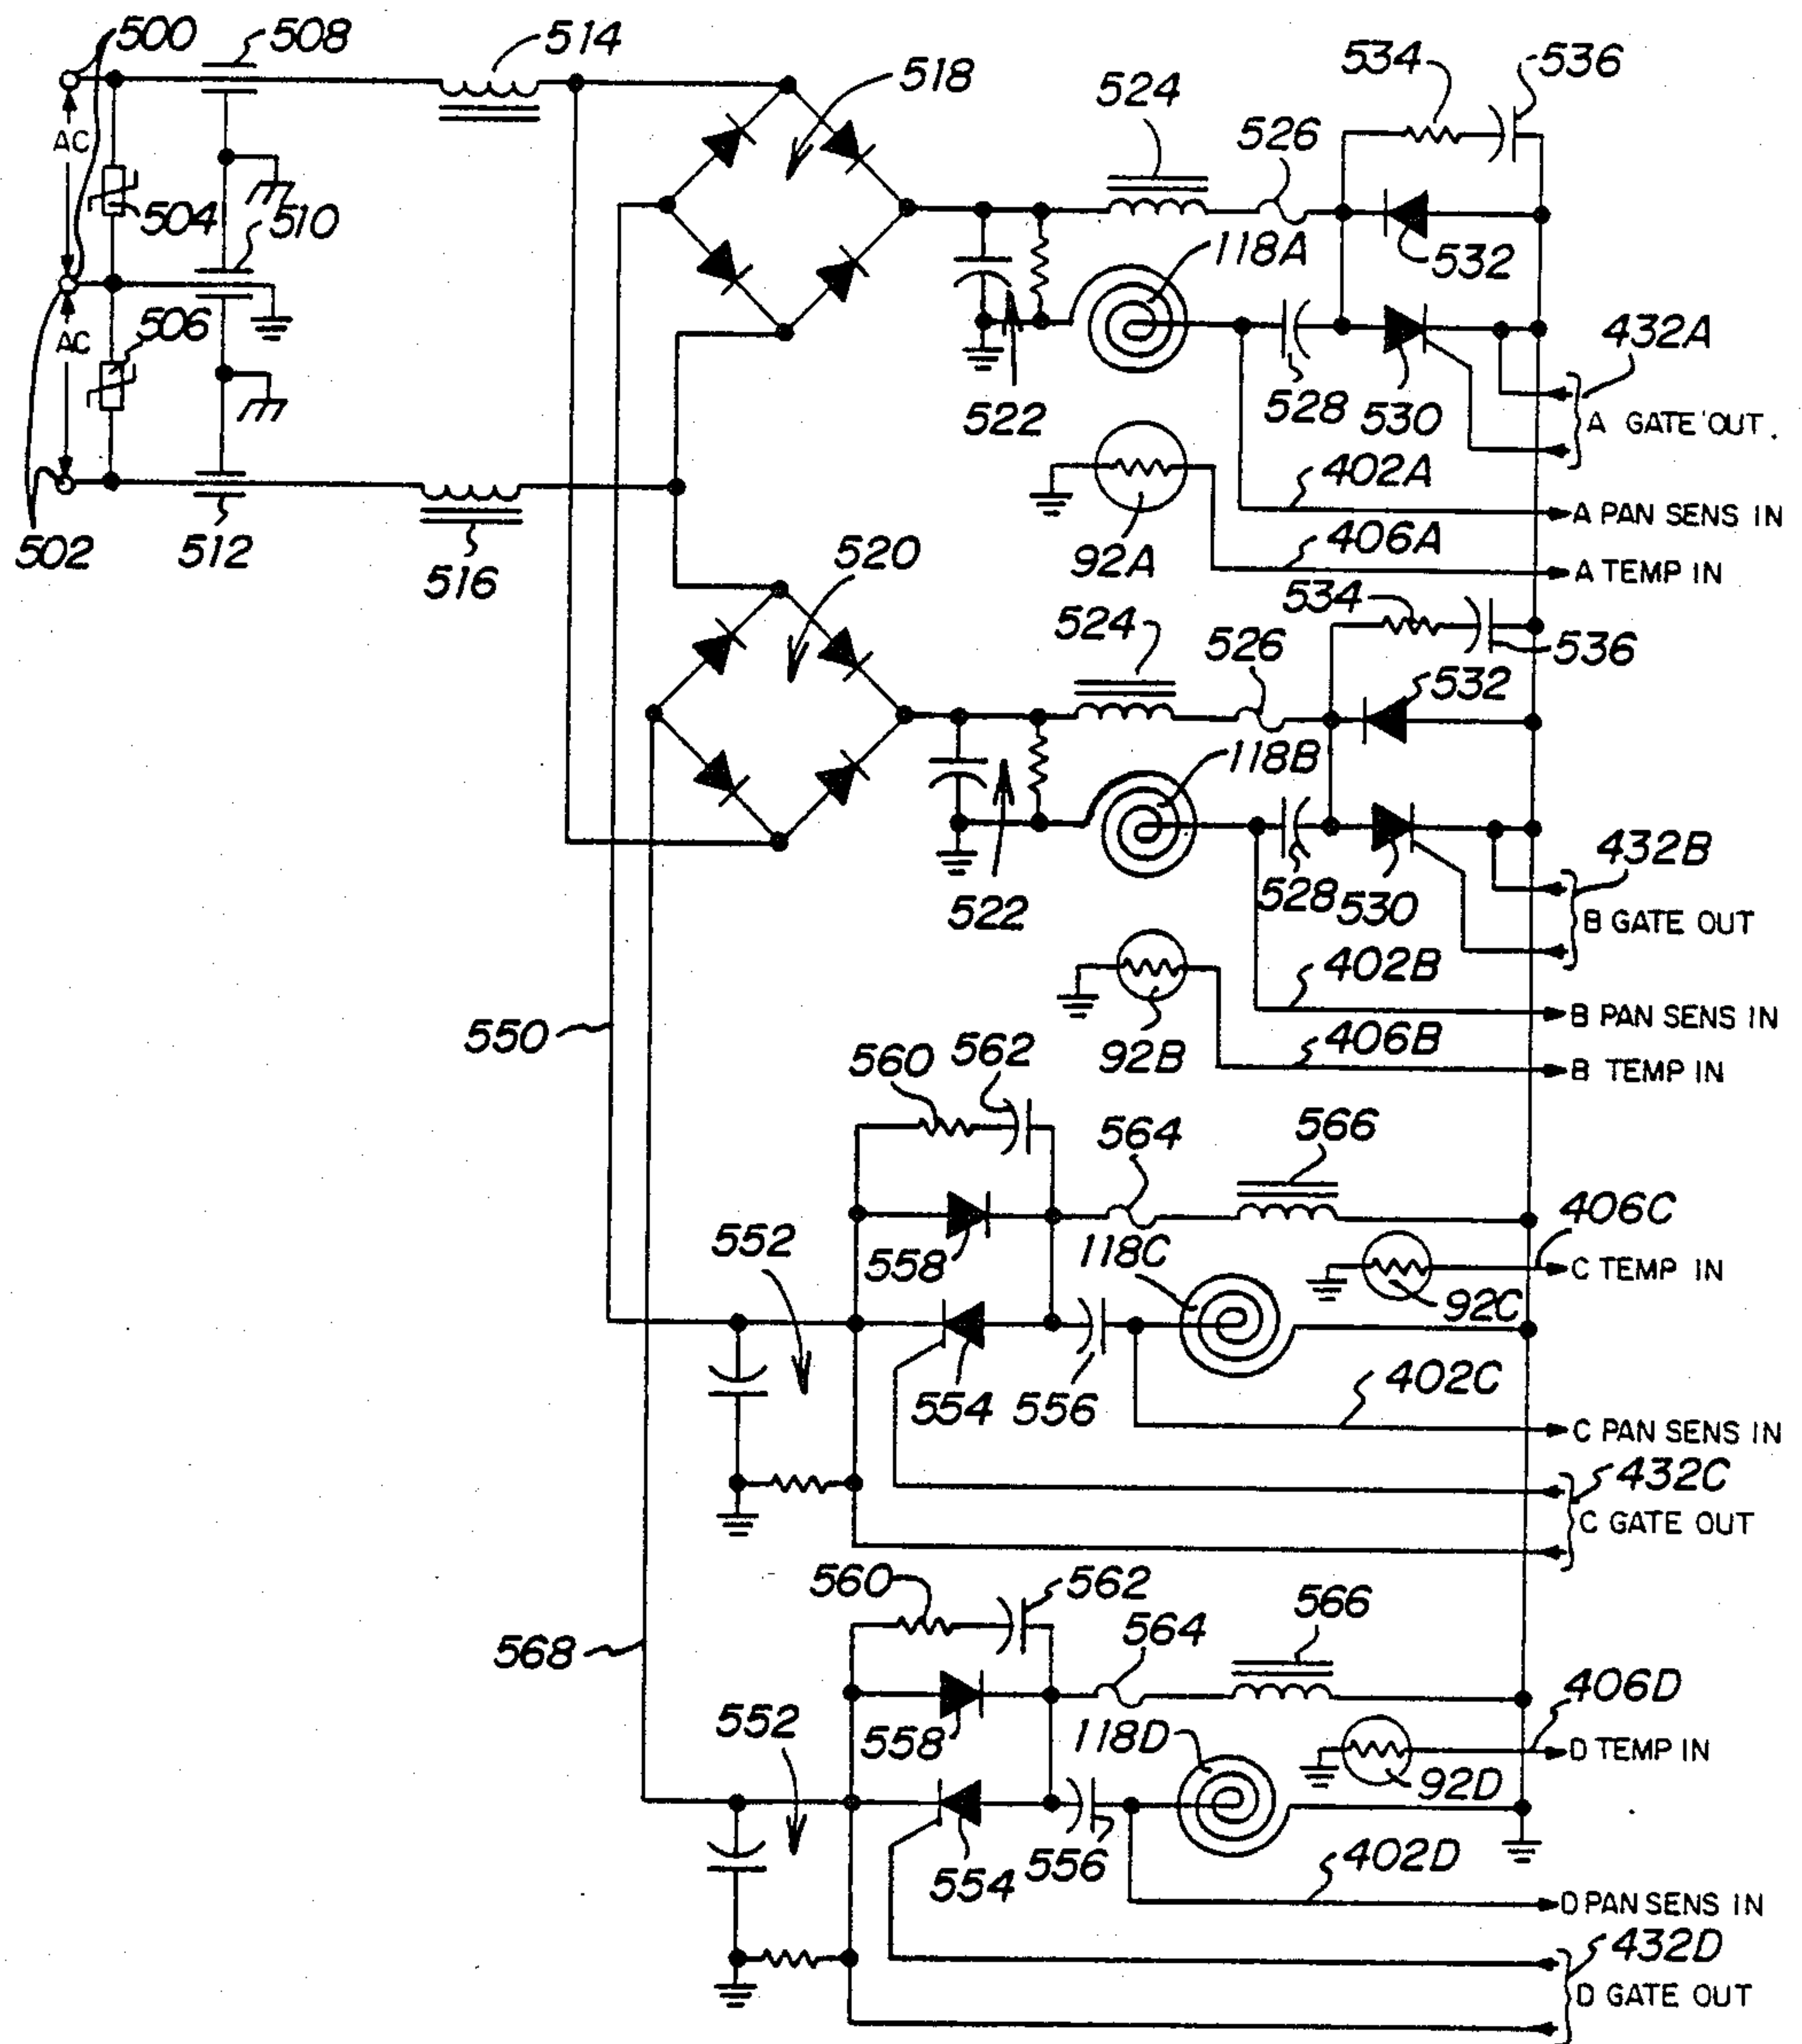 500
508
514
518
534
536
524
526
AC
504
510
118A
532
506
AC
432A
522
528
530
A GATE OUT.
402A
A PAN SENS IN
502
512
516
520
92A
406A
A TEMP IN
534
524
526
536
532
118B
432B
528
530
522
B GATE OUT
402B
B PAN SENS IN
550
92B
406B
B TEMP IN
560
562
564
566
406C
552
558
118C
C TEMP IN
92C
554
556
402C
C PAN SENS IN
432C
C GATE OUT
560
562
566
568
564
406D
552
558
118D
D TEMP IN
92D
554
556
402D
D PAN SENS IN
432D
D GATE OUT